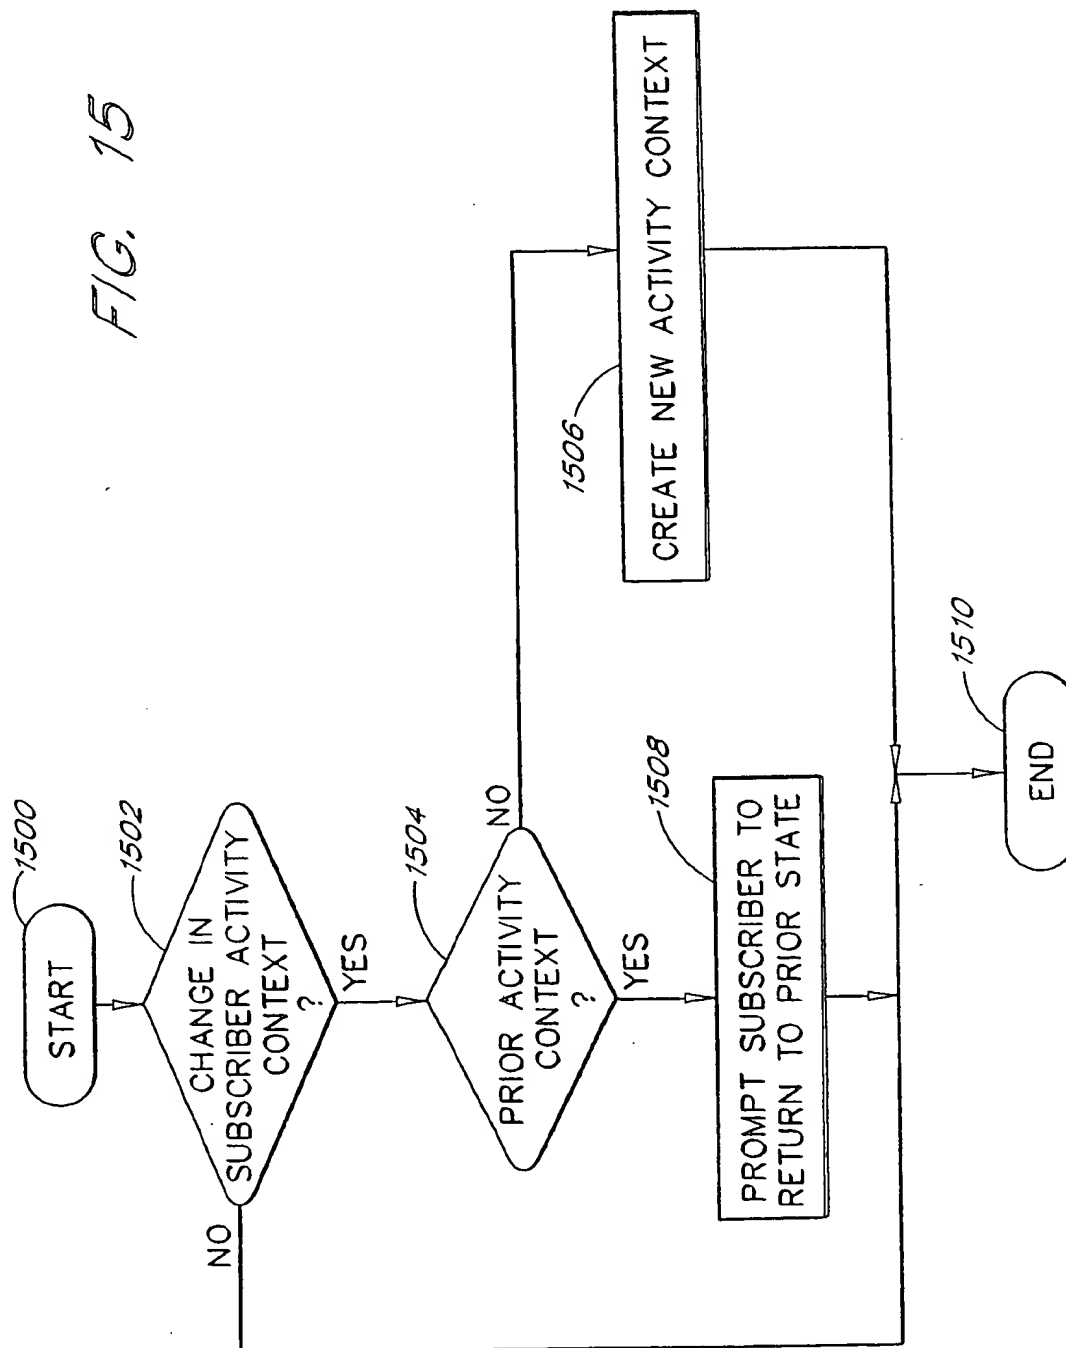 FIG. 15
1500
START
1502
CHANGE IN
SUBSCRIBER ACTIVITY
CONTEXT
?
NO
YES
1504
PRIOR ACTIVITY
CONTEXT
?
NO
YES
1506
CREATE NEW ACTIVITY CONTEXT
1508
PROMPT SUBSCRIBER TO
RETURN TO PRIOR STATE
1510
END